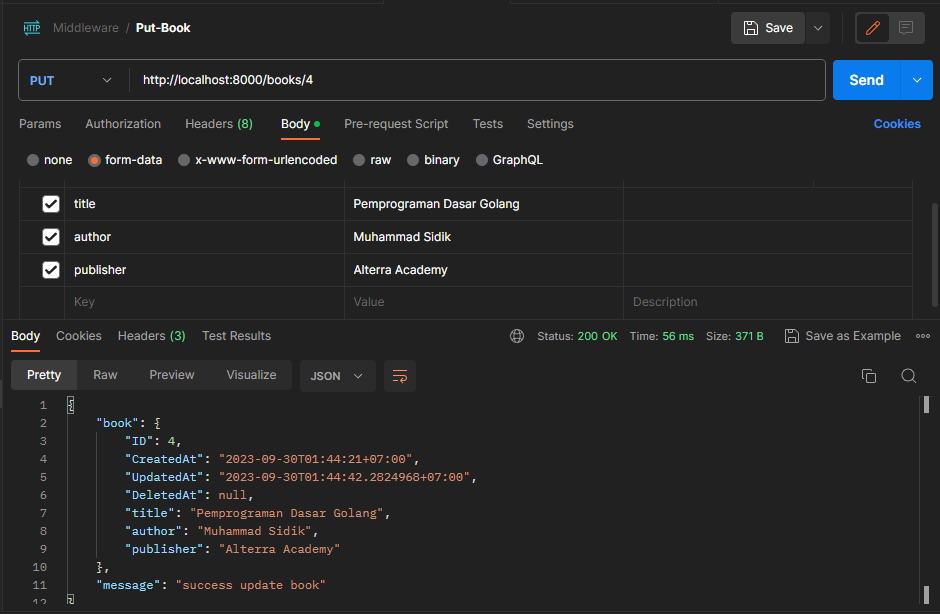 HTTP Middleware / Put-Book Save
PUT http://localhost:8000/books/4 Send
Params Authorization Headers (8) Body Pre-request Script Tests Settings Cookies
none form-data x-www-form-urlencoded raw binary GraphQL
title Pemprograman Dasar Golang
author Muhammad Sidik
publisher Alterra Academy
Key Value Description
Body Cookies Headers (3) Test Results Status: 200 OK Time: 56 ms Size: 371 B Save as Example
Pretty Raw Preview Visualize JSON
1 {
2 "book": {
3 "ID": 4,
4 "CreatedAt": "2023-09-30T01:44:21+07:00",
5 "UpdatedAt": "2023-09-30T01:44:42.2824968+07:00",
6 "DeletedAt": null,
7 "title": "Pemprograman Dasar Golang",
8 "author": "Muhammad Sidik",
9 "publisher": "Alterra Academy"
10 },
11 "message": "success update book"
12 }